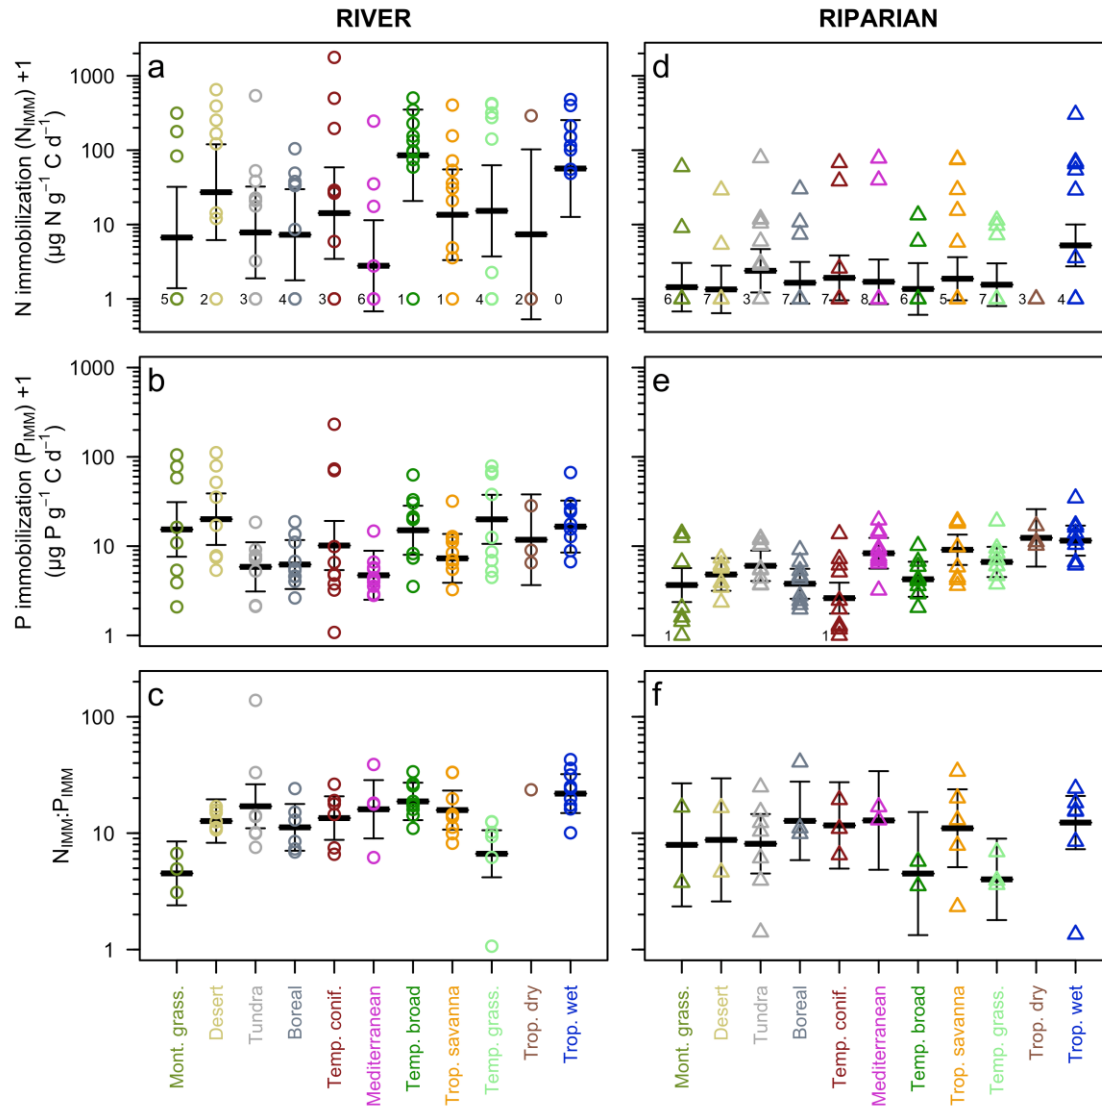 RIVER
RIPARIAN
a
d
N immobilization (N_IMM) +1
(µg N g⁻¹ C d⁻¹)
1000
100
10
1
5 2 3 4 3 6 1 1 4 2 0
6 7 3 7 7 8 6 5 7 3 4
b
e
P immobilization (P_IMM) +1
(µg P g⁻¹ C d⁻¹)
1000
100
10
1
1 1
c
f
N_IMM:P_IMM
100
10
1
Mont. grass.
Desert
Tundra
Boreal
Temp. conif.
Mediterranean
Temp. broad
Trop. savanna
Temp. grass.
Trop. dry
Trop. wet
Mont. grass.
Desert
Tundra
Boreal
Temp. conif.
Mediterranean
Temp. broad
Trop. savanna
Temp. grass.
Trop. dry
Trop. wet